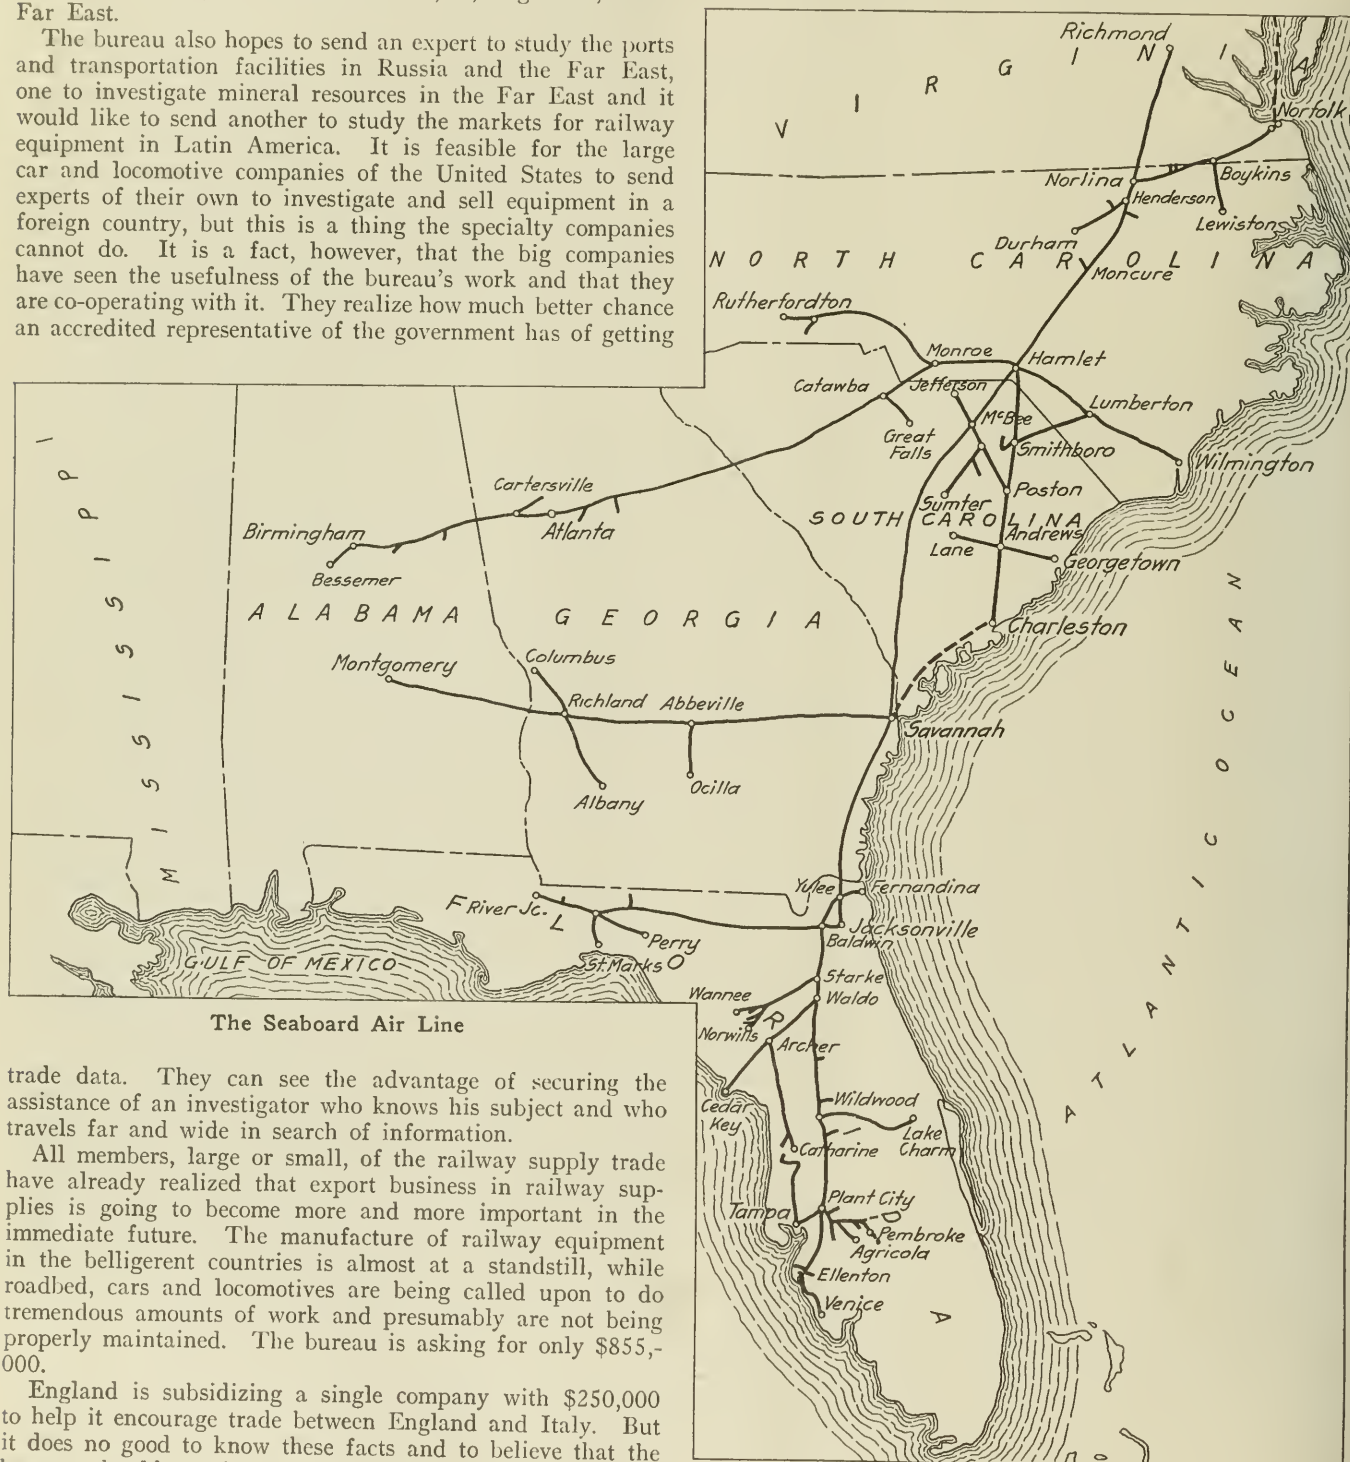 Far East.
The bureau also hopes to send an expert to study the ports
and transportation facilities in Russia and the Far East,
one to investigate mineral resources in the Far East and it
would like to send another to study the markets for railway
equipment in Latin America. It is feasible for the large
car and locomotive companies of the United States to send
experts of their own to investigate and sell equipment in a
foreign country, but this is a thing the specialty companies
cannot do. It is a fact, however, that the big companies
have seen the usefulness of the bureau's work and that they
are co-operating with it. They realize how much better chance
an accredited representative of the government has of getting
Richmond
VIRGINIA
Norfolk
Norlina
Boykins
Henderson
Lewiston
Durham
NORTH CAROLINA
Moncure
Rutherfordton
Monroe
Hamlet
Catawba
Jefferson
Lumberton
McBee
Great
Falls
Smithboro
Wilmington
Cartersville
Sumter
Poston
SOUTH CAROLINA
Birmingham
Atlanta
Andrews
Lane
Georgetown
Bessemer
MISSISSIPPI
ALABAMA
GEORGIA
Charleston
ATLANTIC OCEAN
Montgomery
Columbus
Richland
Abbeville
Savannah
Albany
Ocilla
Yulee
Fernandina
FLORIDA
River Jc.
Jacksonville
Baldwin
Perry
St. Marks
GULF OF MEXICO
Starke
Wannee
Waldo
Norwills
Archer
Cedar
Key
Wildwood
Lake
Charm
Catharine
Plant City
Tampa
Pembroke
Agricola
Ellenton
Venice
The Seaboard Air Line
trade data. They can see the advantage of securing the
assistance of an investigator who knows his subject and who
travels far and wide in search of information.
All members, large or small, of the railway supply trade
have already realized that export business in railway sup-
plies is going to become more and more important in the
immediate future. The manufacture of railway equipment
in the belligerent countries is almost at a standstill, while
roadbed, cars and locomotives are being called upon to do
tremendous amounts of work and presumably are not being
properly maintained. The bureau is asking for only $855,-
000.
England is subsidizing a single company with $250,000
to help it encourage trade between England and Italy. But
it does no good to know these facts and to believe that the